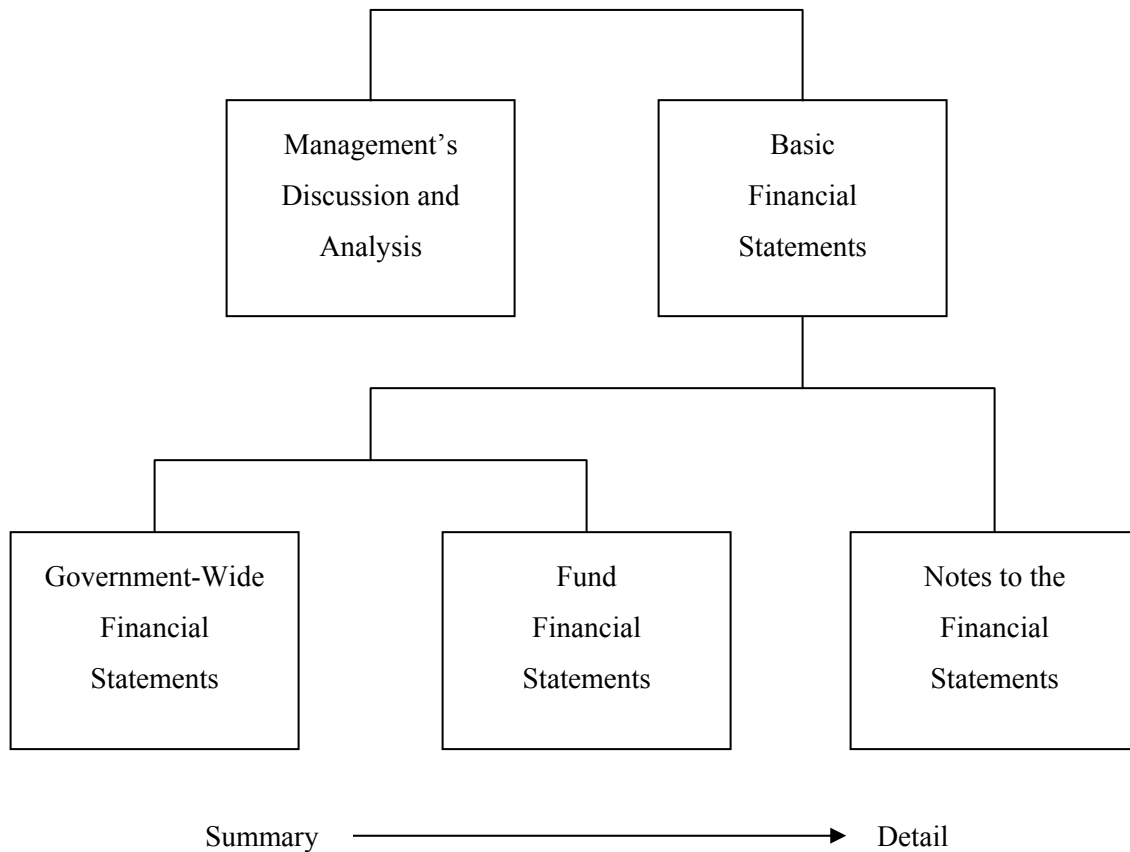 Management’s
Discussion and
Analysis
Basic
Financial
Statements
Government-Wide
Financial
Statements
Fund
Financial
Statements
Notes to the
Financial
Statements
Summary
Detail